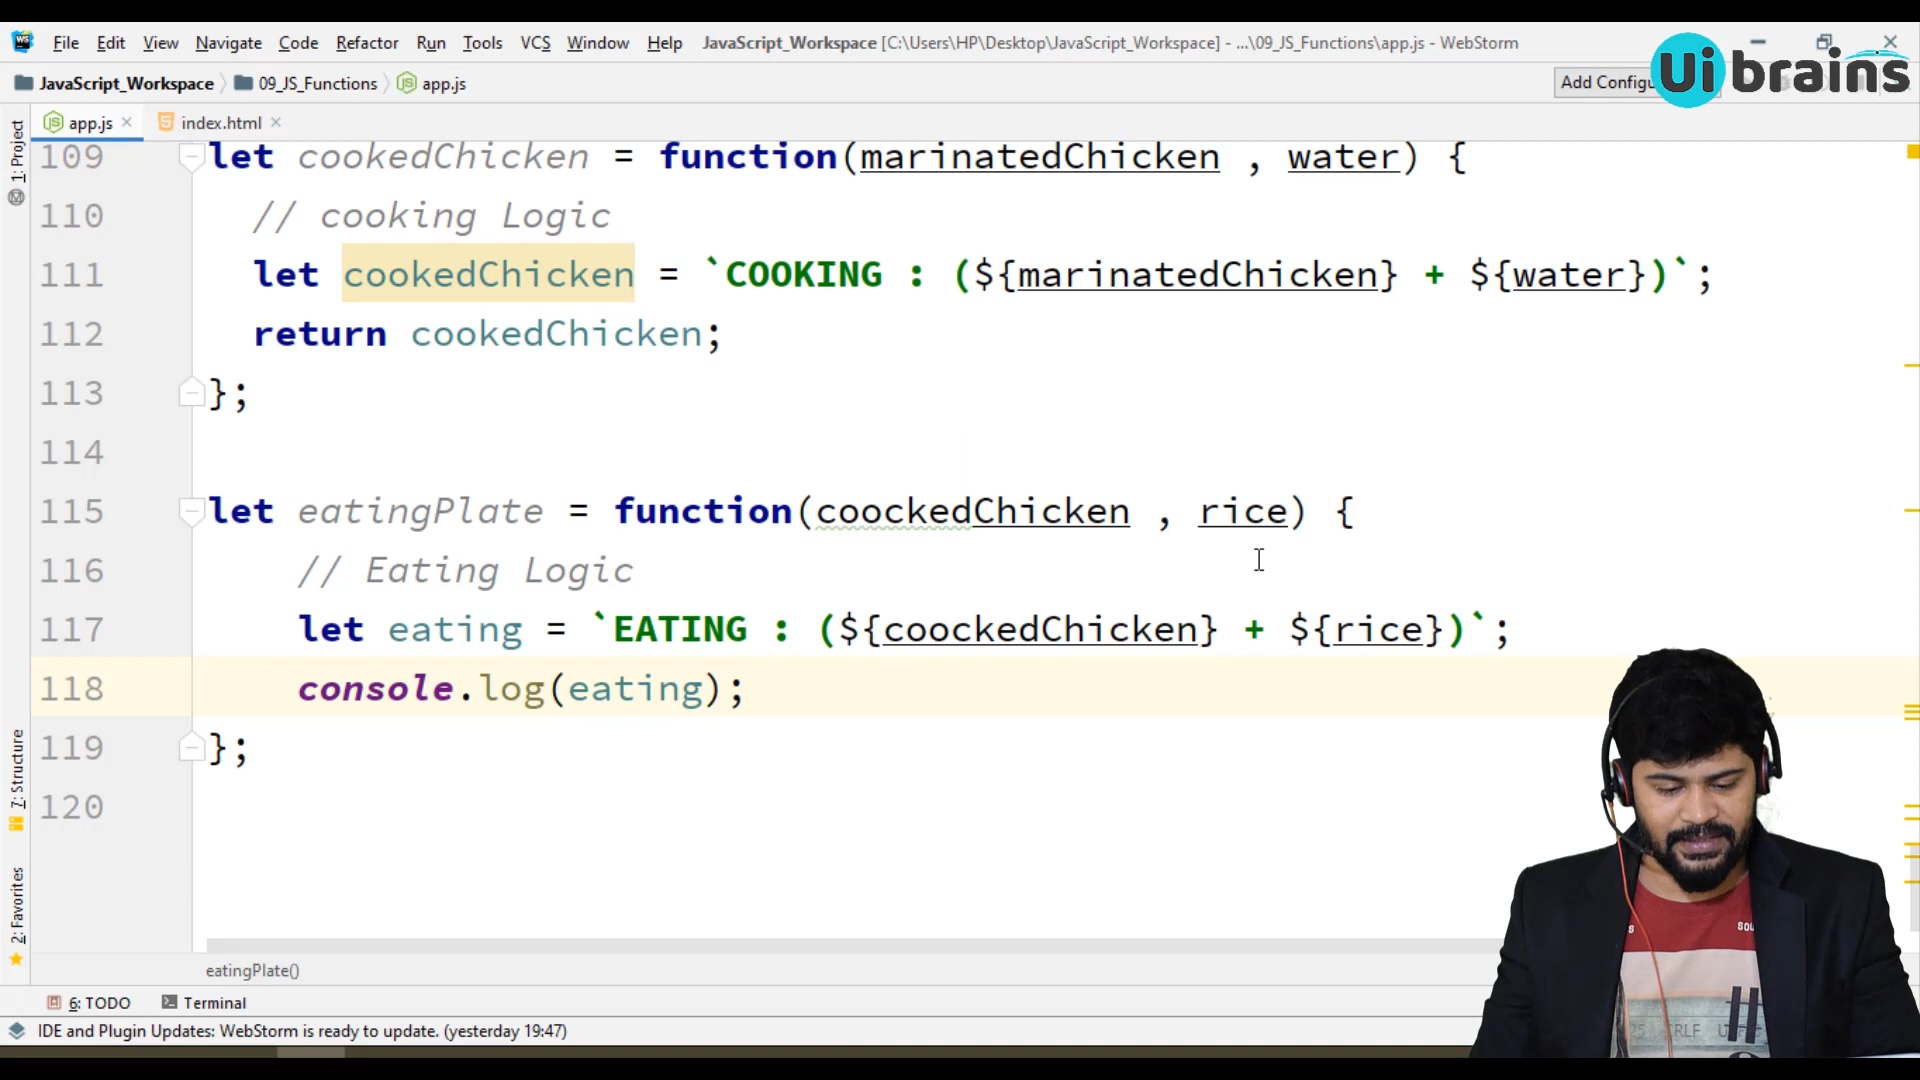 File Edit View Navigate Code Refactor Run Tools VCS Window Help JavaScript_Workspace [C:\Users\HP\Desktop\JavaScript_Workspace] - ...\09_JS_Functions\app.js - WebStorm
JavaScript_Workspace 09_JS_Functions app.js Add Configu
Ui brains
app.js index.html
1: Project
109 let cookedChicken = function(marinatedChicken , water) {
110 // cooking Logic
111 let cookedChicken = `COOKING : (${marinatedChicken} + ${water})`;
112 return cookedChicken;
113 };
114
115 let eatingPlate = function(coockedChicken , rice) {
116 // Eating Logic
117 let eating = `EATING : (${coockedChicken} + ${rice})`;
118 console.log(eating);
119 };
120
7: Structure
2: Favorites
eatingPlate()
6: TODO Terminal
IDE and Plugin Updates: WebStorm is ready to update. (yesterday 19:47)
CRLF